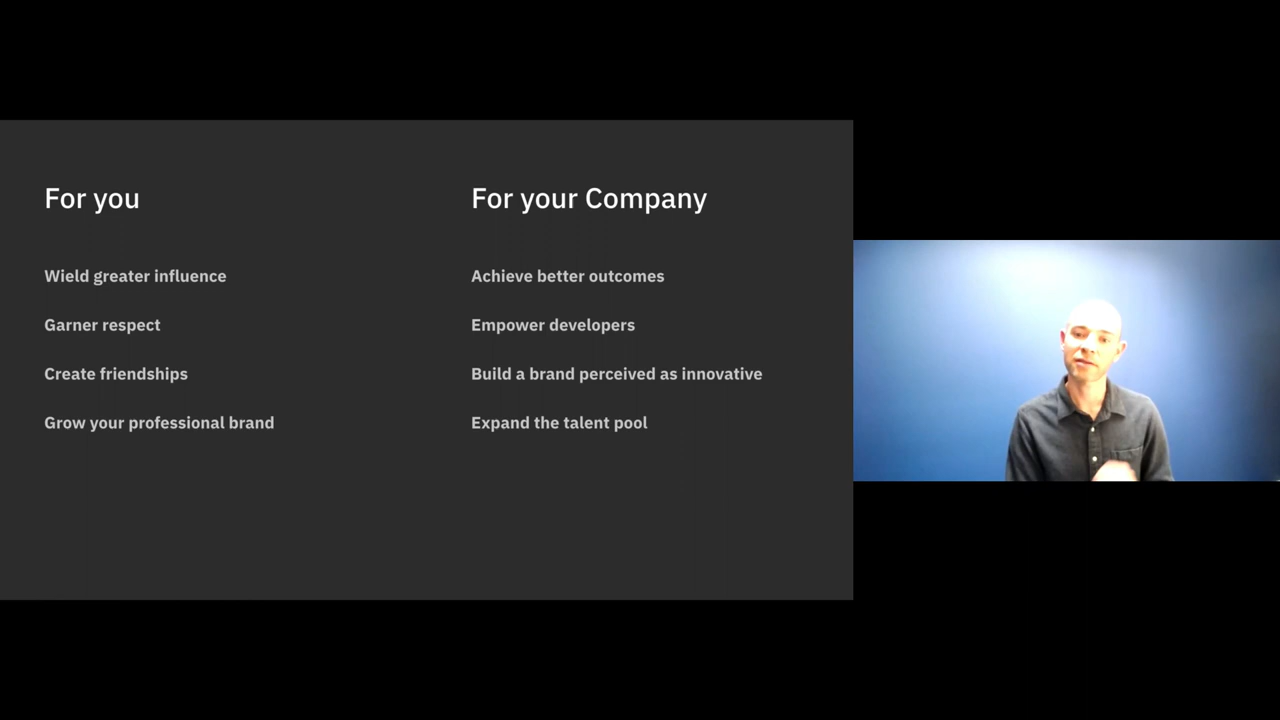 For you
Wield greater influence
Garner respect
Create friendships
Grow your professional brand
For your Company
Achieve better outcomes
Empower developers
Build a brand perceived as innovative
Expand the talent pool